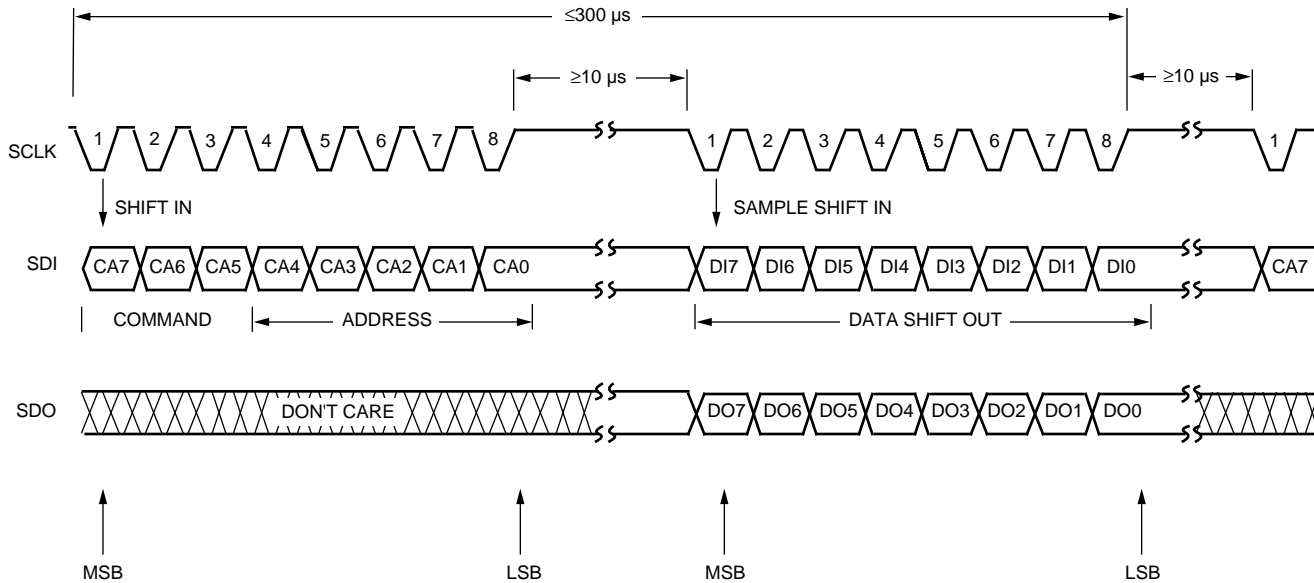 ≤300 µs
≥10 µs ≥10 µs
SCLK 1 2 3 4 5 6 7 8 1 2 3 4 5 6 7 8 1
SHIFT IN SAMPLE SHIFT IN
SDI CA7 CA6 CA5 CA4 CA3 CA2 CA1 CA0 DI7 DI6 DI5 DI4 DI3 DI2 DI1 DI0 CA7
COMMAND ADDRESS DATA SHIFT OUT
SDO DON'T CARE DO7 DO6 DO5 DO4 DO3 DO2 DO1 DO0
MSB LSB MSB LSB